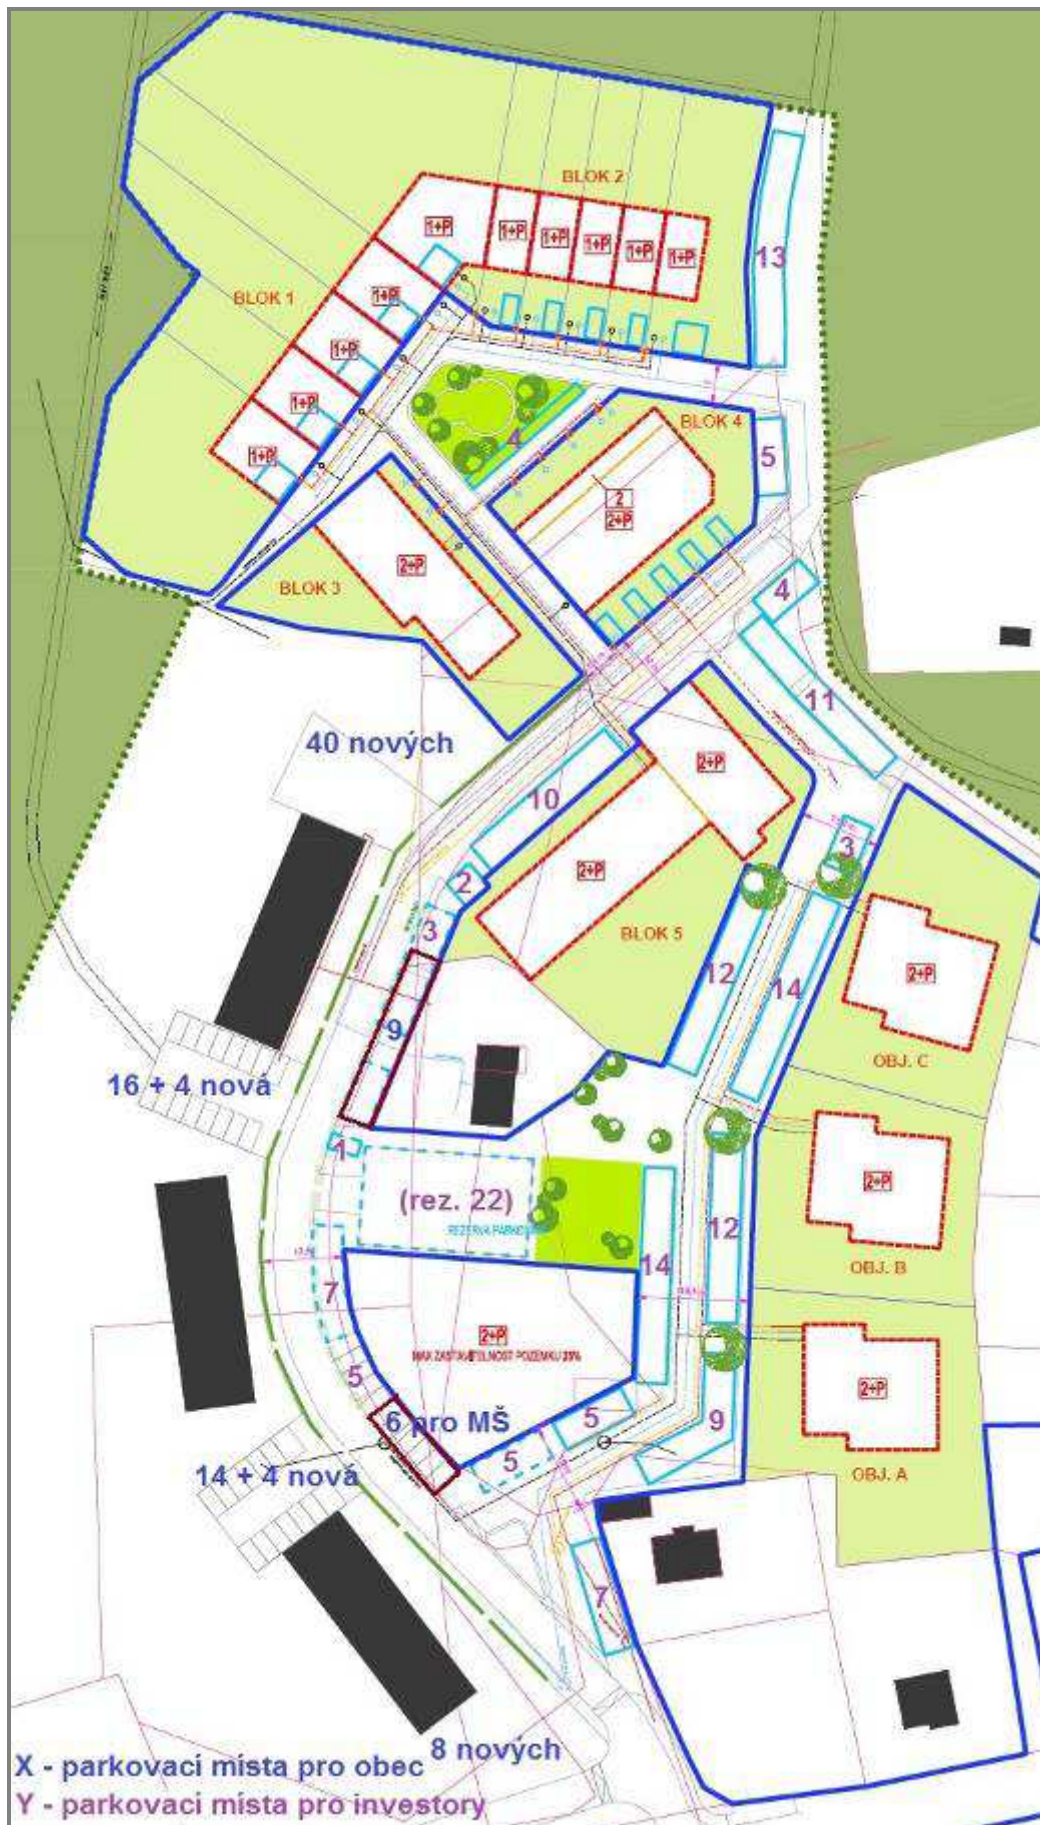 BLOK 2
1+P
1+P
1+P
1+P
1+P
1+P
13
BLOK 1
1+P
1+P
1+P
1+P
4
BLOK 4
5
2
2+P
BLOK 3
2+P
4
11
40 nových
10
2+P
2
2+P
3
3
BLOK 5
12
14
2+P
9
OBJ. C
16 + 4 nová
1
(rez. 22)
12
2+P
14
OBJ. B
7
2+P
MAX ZASTAVITELNOST POZEMKU 35%
5
2+P
6 pro MŠ
5
9
5
14 + 4 nová
OBJ. A
7
8 nových
X - parkovací místa pro obec
Y - parkovací místa pro investory